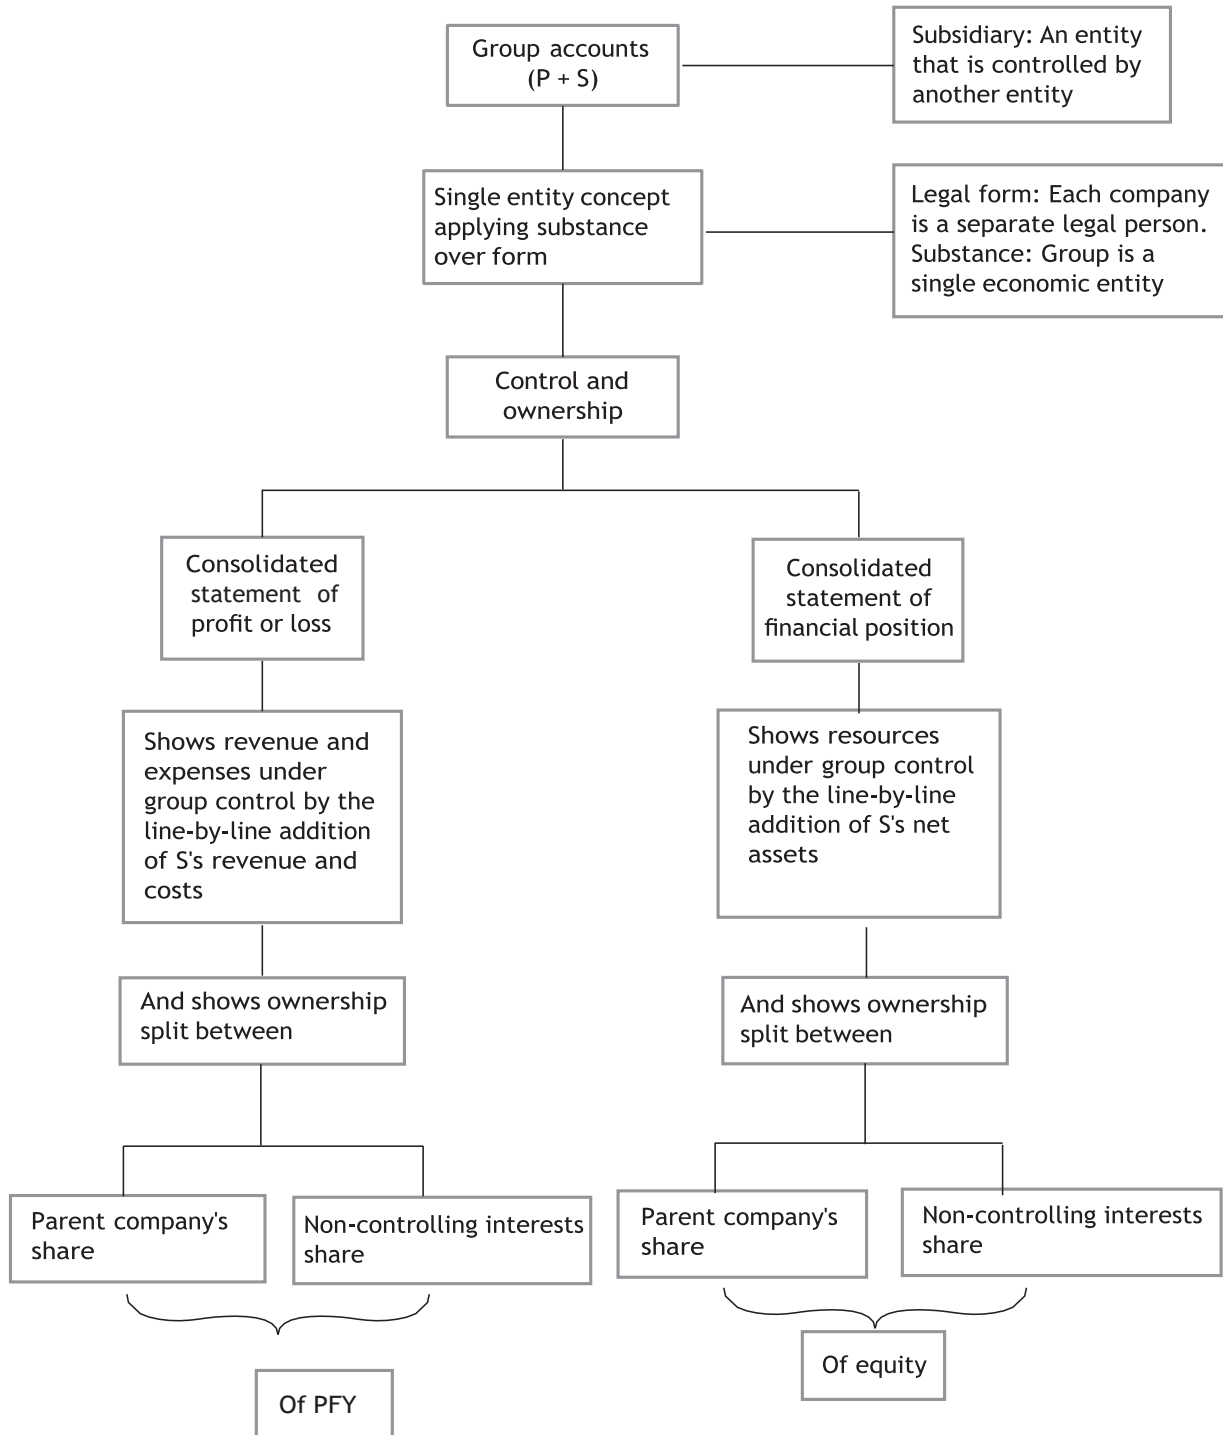 Group accounts
(P + S)
Subsidiary: An entity
that is controlled by
another entity
Single entity concept
applying substance
over form
Legal form: Each company
is a separate legal person.
Substance: Group is a
single economic entity
Control and
ownership
Consolidated
statement of
profit or loss
Consolidated
statement of
financial position
Shows revenue and
expenses under
group control by the
line-by-line addition
of S's revenue and
costs
Shows resources
under group control
by the line-by-line
addition of S's net
assets
And shows ownership
split between
And shows ownership
split between
Parent company's
share
Non-controlling interests
share
Parent company's
share
Non-controlling interests
share
Of PFY
Of equity